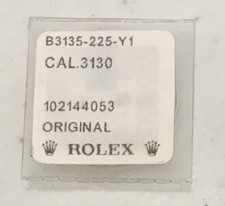 B3135-225-Y1
CAL.3130
102144053
ORIGINAL
ROLEX